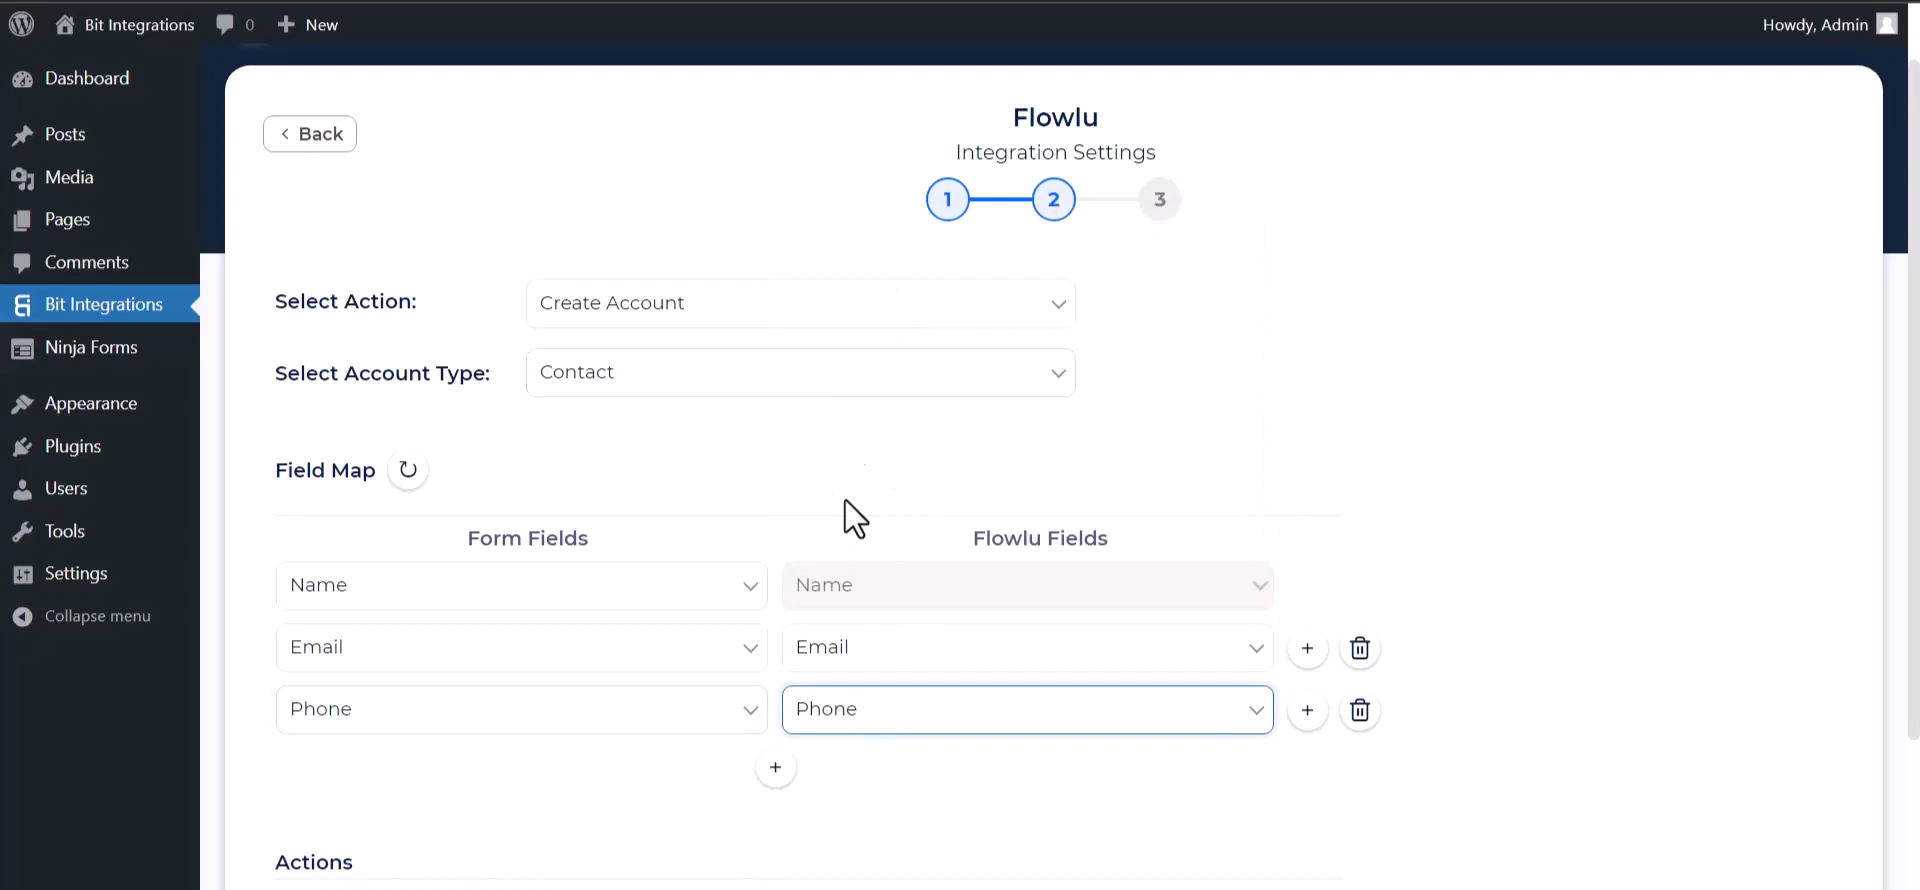 Bit Integrations
0
New
Howdy, Admin
Dashboard
Posts
Media
Pages
Comments
Bit Integrations
Ninja Forms
Appearance
Plugins
Users
Tools
Settings
Collapse menu
Back
Flowlu
Integration Settings
1 2 3
Select Action: Create Account
Select Account Type: Contact
Field Map
Form Fields Flowlu Fields
Name Name
Email Email
Phone Phone
Actions